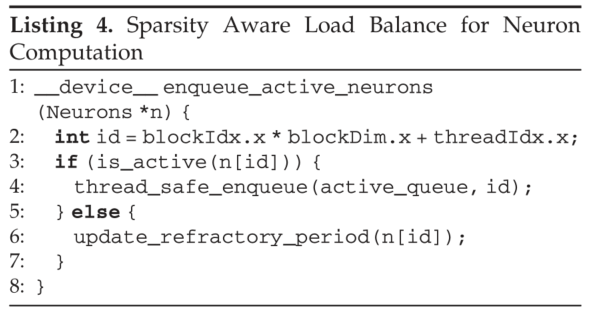 Listing 4. Sparsity Aware Load Balance for Neuron
Computation
1: __device__ enqueue_active_neurons
(Neurons *n) {
2: int id = blockIdx.x * blockDim.x + threadIdx.x;
3: if (is_active(n[id])) {
4: thread_safe_enqueue(active_queue, id);
5: } else {
6: update_refractory_period(n[id]);
7: }
8: }